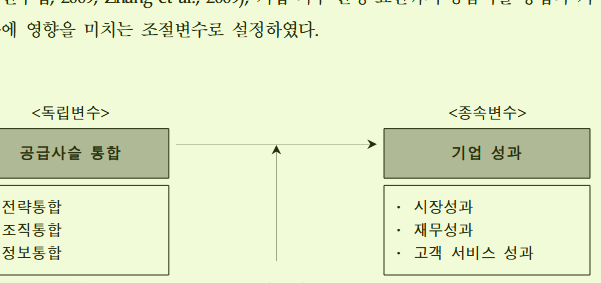 2009, Zhang et al., 2009),
에 영향을 미치는 조절변수로 설정하였다.
<독립변수> <종속변수>
공급사슬 통합 기업 성과
전략통합 · 시장성과
조직통합 · 재무성과
정보통합 · 고객 서비스 성과